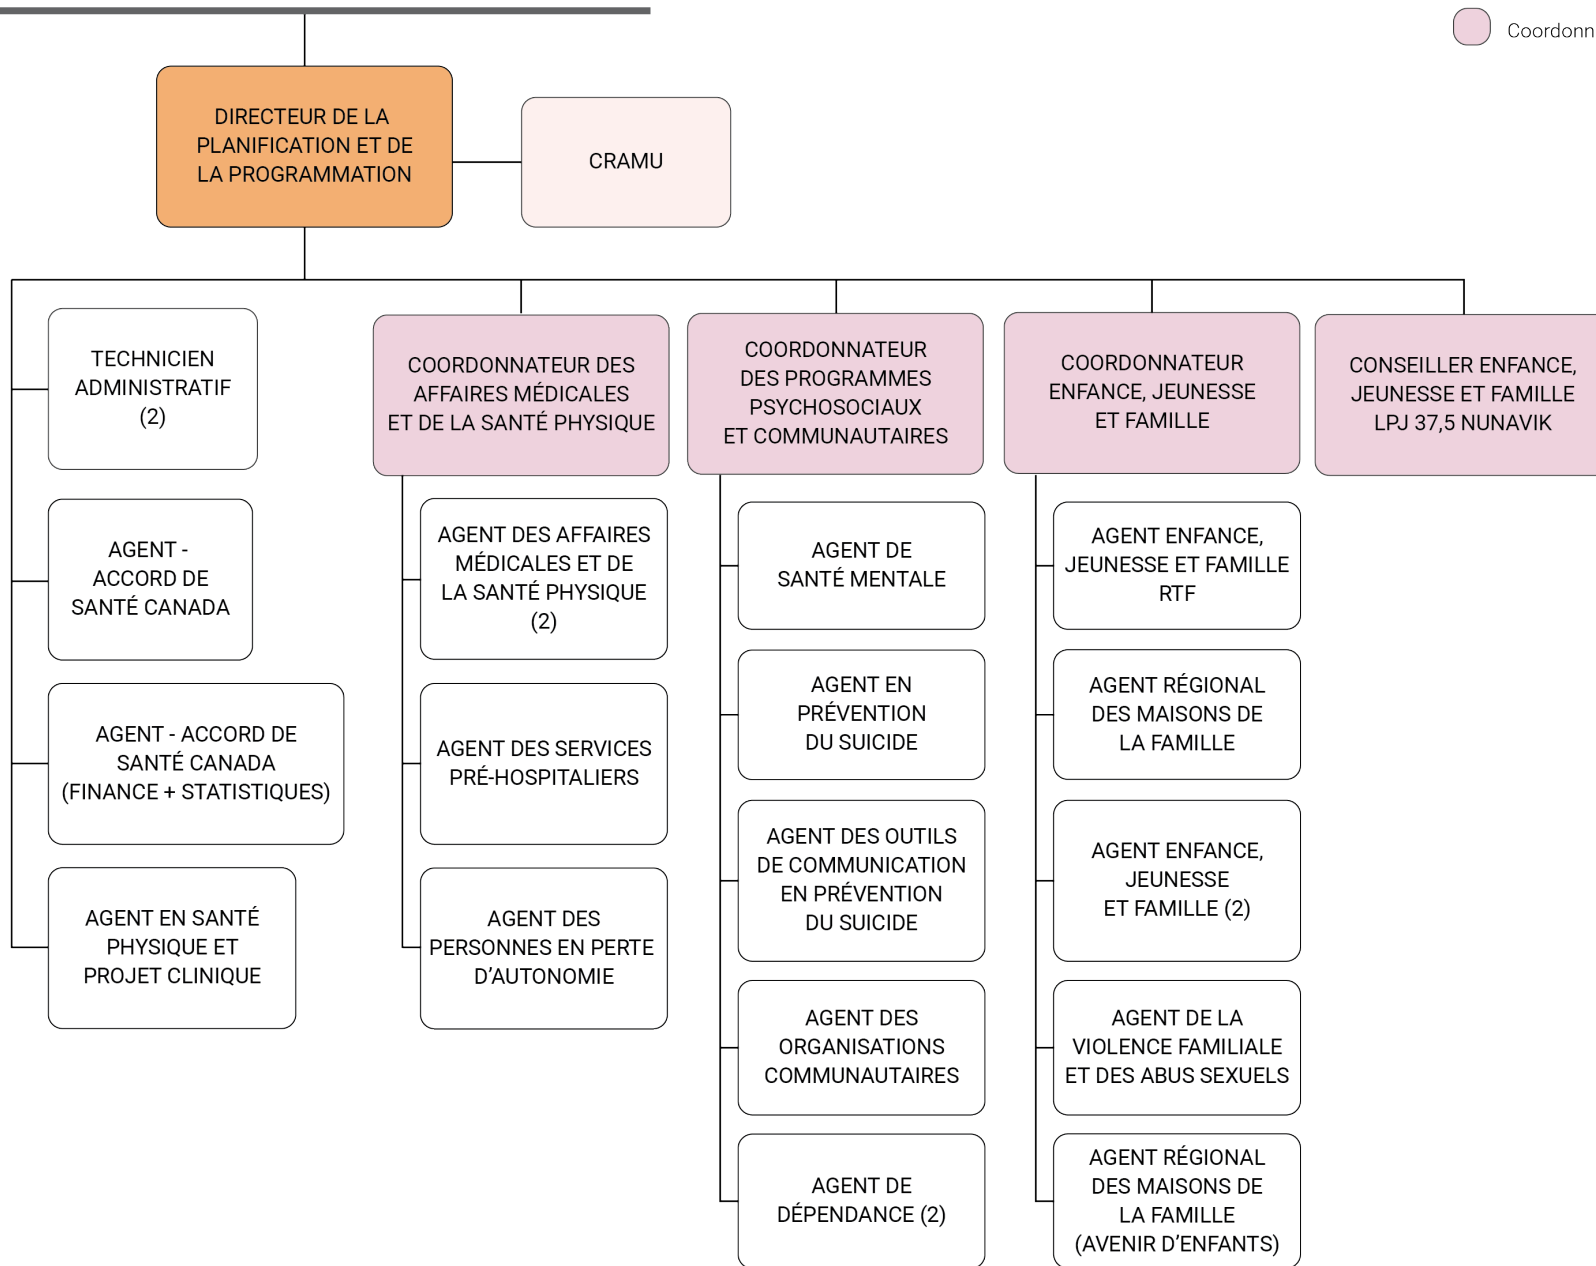 Coordonn
DIRECTEUR DE LA
PLANIFICATION ET DE
LA PROGRAMMATION
CRAMU
TECHNICIEN
ADMINISTRATIF
(2)
AGENT -
ACCORD DE
SANTÉ CANADA
AGENT - ACCORD DE
SANTÉ CANADA
(FINANCE + STATISTIQUES)
AGENT EN SANTÉ
PHYSIQUE ET
PROJET CLINIQUE
COORDONNATEUR DES
AFFAIRES MÉDICALES
ET DE LA SANTÉ PHYSIQUE
AGENT DES AFFAIRES
MÉDICALES ET DE
LA SANTÉ PHYSIQUE
(2)
AGENT DES SERVICES
PRÉ-HOSPITALIERS
AGENT DES
PERSONNES EN PERTE
D'AUTONOMIE
COORDONNATEUR
DES PROGRAMMES
PSYCHOSOCIAUX
ET COMMUNAUTAIRES
AGENT DE
SANTÉ MENTALE
AGENT EN
PRÉVENTION
DU SUICIDE
AGENT DES OUTILS
DE COMMUNICATION
EN PRÉVENTION
DU SUICIDE
AGENT DES
ORGANISATIONS
COMMUNAUTAIRES
AGENT DE
DÉPENDANCE (2)
COORDONNATEUR
ENFANCE, JEUNESSE
ET FAMILLE
AGENT ENFANCE,
JEUNESSE ET FAMILLE
RTF
AGENT RÉGIONAL
DES MAISONS DE
LA FAMILLE
AGENT ENFANCE,
JEUNESSE
ET FAMILLE (2)
AGENT DE LA
VIOLENCE FAMILIALE
ET DES ABUS SEXUELS
AGENT RÉGIONAL
DES MAISONS DE
LA FAMILLE
(AVENIR D'ENFANTS)
CONSEILLER ENFANCE,
JEUNESSE ET FAMILLE
LPJ 37,5 NUNAVIK